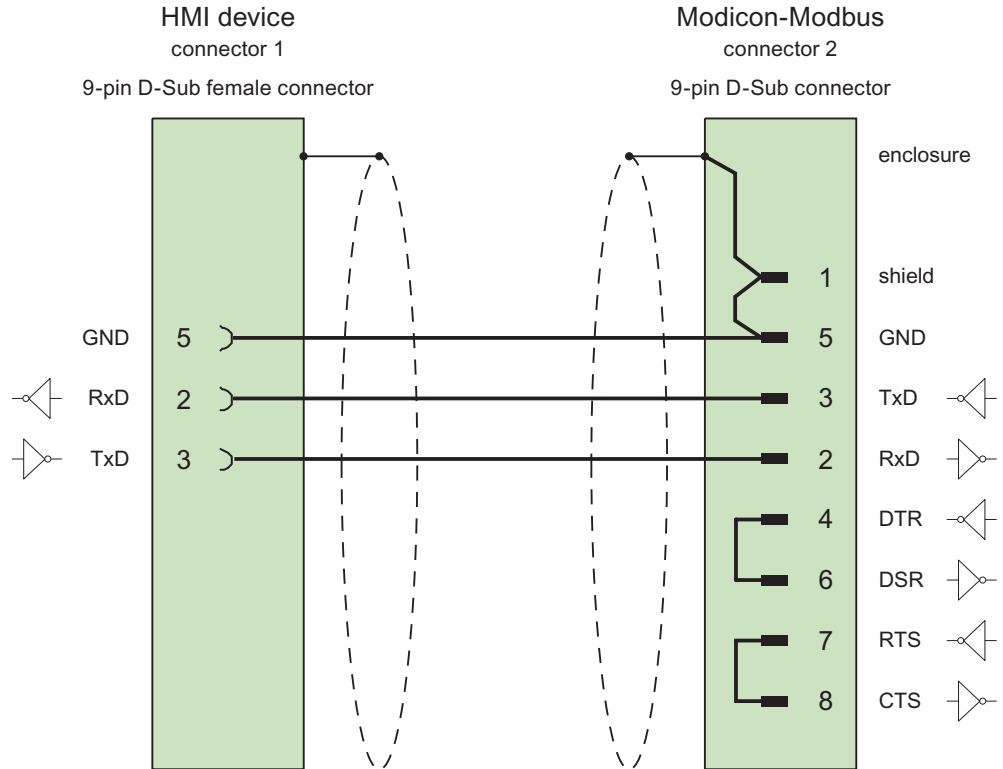 HMI device Modicon-Modbus
connector 1 connector 2
9-pin D-Sub female connector 9-pin D-Sub connector
enclosure
1 shield
GND 5 5 GND
RxD 2 3 TxD
TxD 3 2 RxD
4 DTR
6 DSR
7 RTS
8 CTS